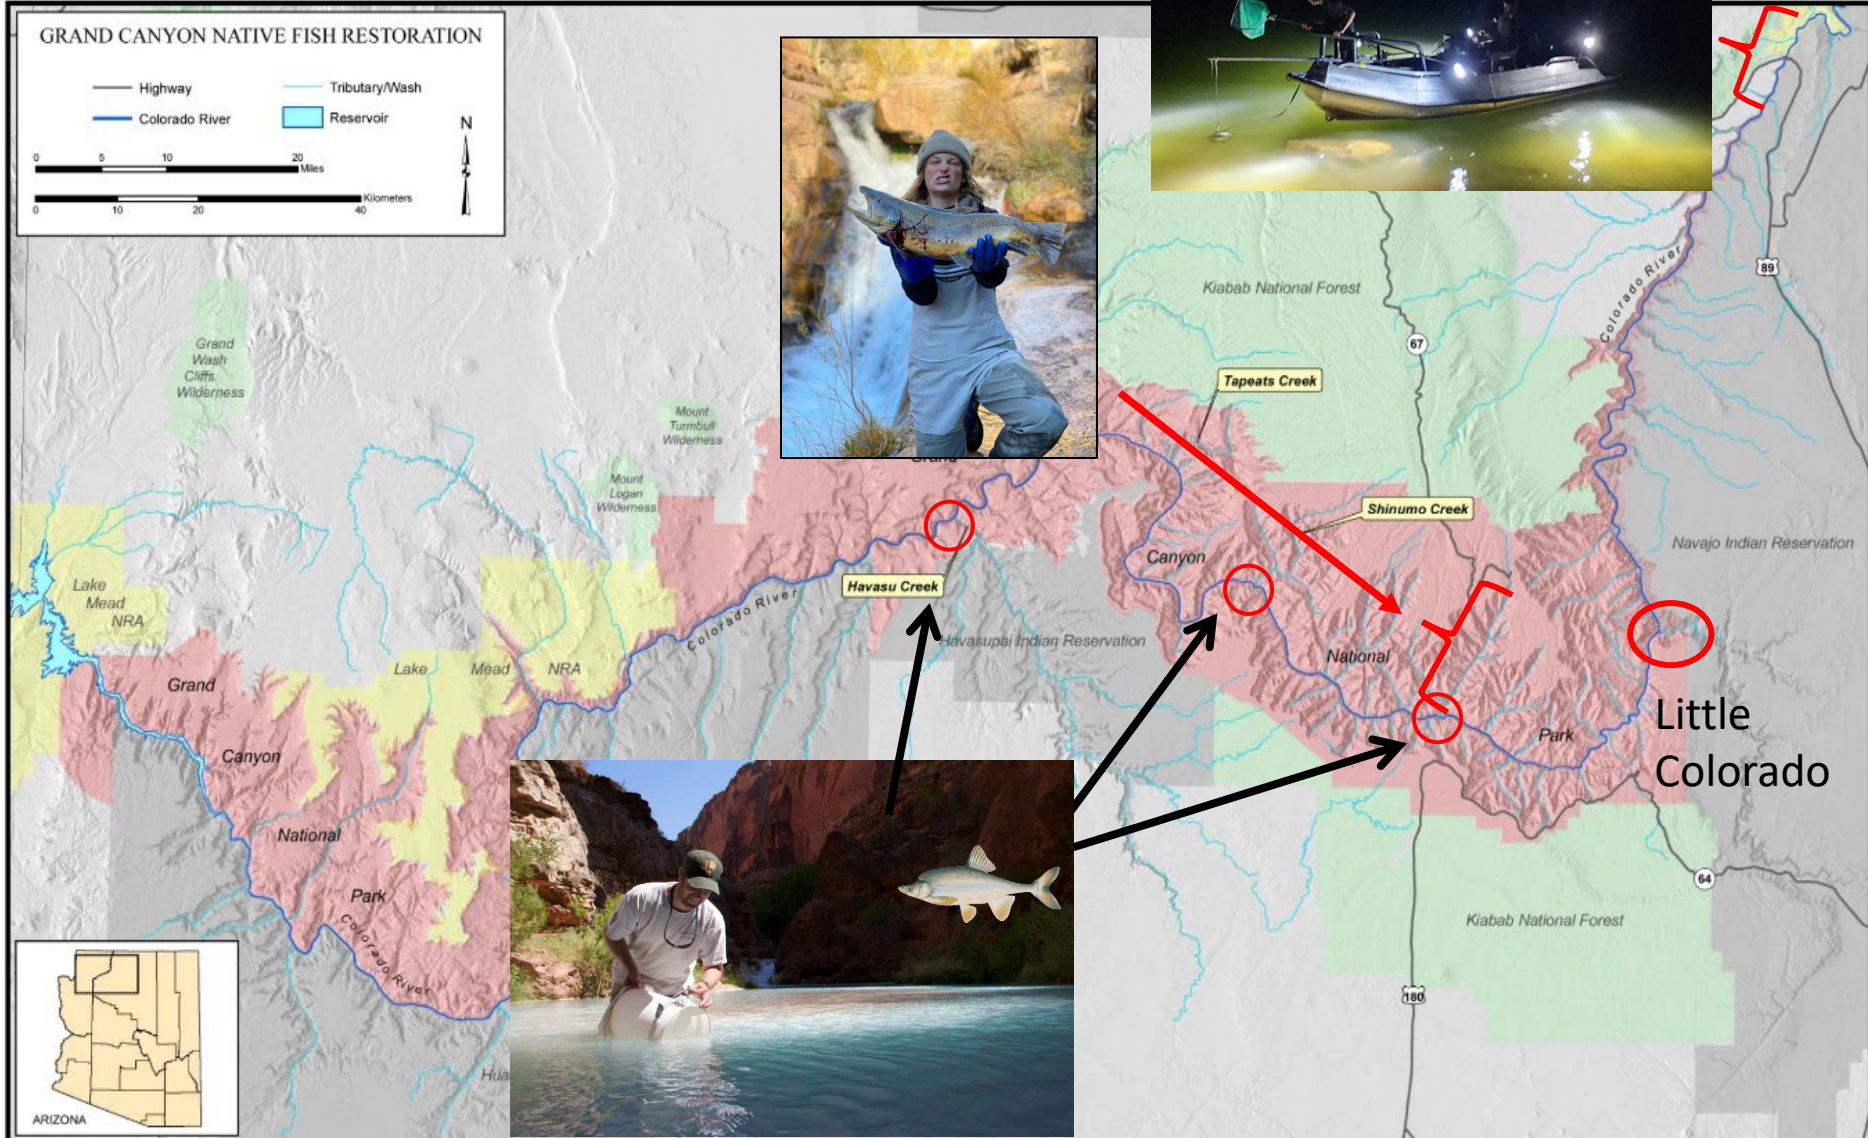 GRAND CANYON NATIVE FISH RESTORATION
Highway
Tributary/Wash
Colorado River
Reservoir
N
0 5 10 20
Miles
Kilometers
0 10 20 40
89
Colorado River
Kiabab National Forest
67
Grand
Wash
Cliffs
Wilderness
Tapeats Creek
Mount
Turmbull
Wilderness
Grand
Mount
Logan
Wilderness
Shinumo Creek
Navajo Indian Reservation
Canyon
Havasu Creek
Lake
Mead
NRA
Colorado River
Havasupai Indian Reservation
National
Lake Mead NRA
Grand
Little
Colorado
Park
Canyon
National
64
Park
Kiabab National Forest
Colorado River
180
Hua
ARIZONA